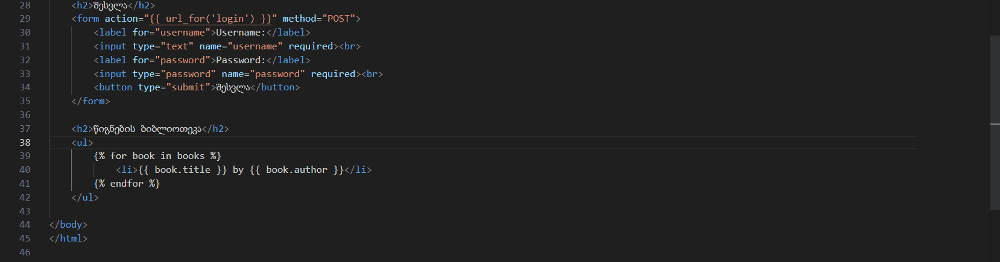 28 <h2>შესვლა</h2>
29 <form action="{{ url_for('login') }}" method="POST">
30 <label for="username">Username:</label>
31 <input type="text" name="username" required><br>
32 <label for="password">Password:</label>
33 <input type="password" name="password" required><br>
34 <button type="submit">შესვლა</button>
35 </form>
36
37 <h2>წიგნების ბიბლიოთეკა</h2>
38 <ul>
39 {% for book in books %}
40 <li>{{ book.title }} by {{ book.author }}</li>
41 {% endfor %}
42 </ul>
43
44 </body>
45 </html>
46